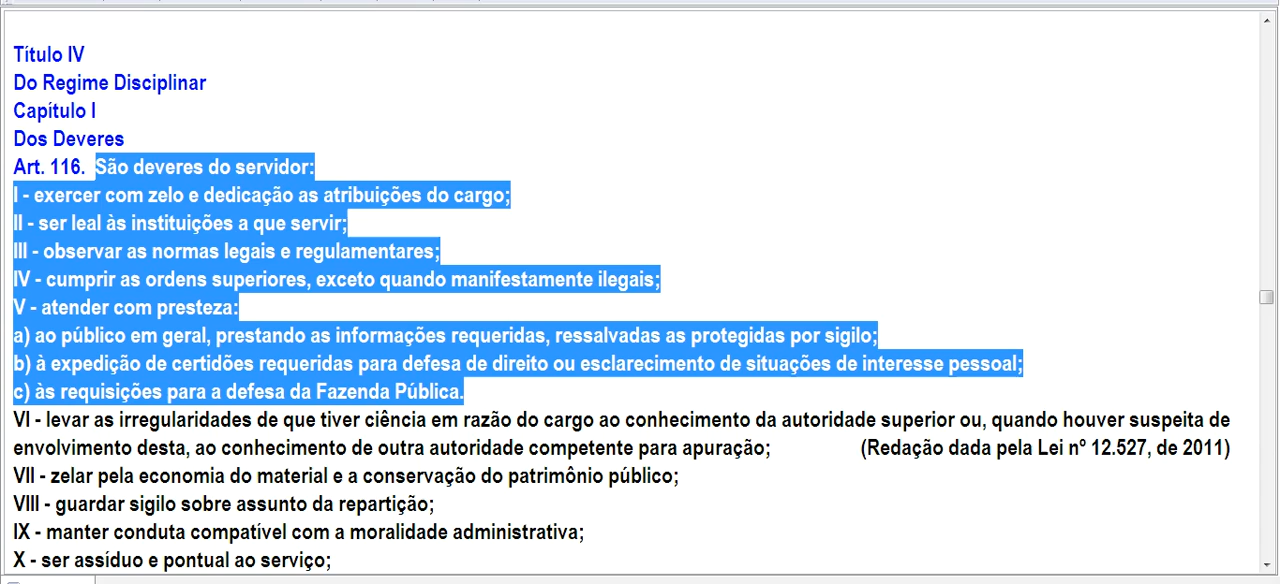 Título IV
Do Regime Disciplinar
Capítulo I
Dos Deveres
Art. 116. São deveres do servidor:
I - exercer com zelo e dedicação as atribuições do cargo;
II - ser leal às instituições a que servir;
III - observar as normas legais e regulamentares;
IV - cumprir as ordens superiores, exceto quando manifestamente ilegais;
V - atender com presteza:
a) ao público em geral, prestando as informações requeridas, ressalvadas as protegidas por sigilo;
b) à expedição de certidões requeridas para defesa de direito ou esclarecimento de situações de interesse pessoal;
c) às requisições para a defesa da Fazenda Pública.
VI - levar as irregularidades de que tiver ciência em razão do cargo ao conhecimento da autoridade superior ou, quando houver suspeita de
envolvimento desta, ao conhecimento de outra autoridade competente para apuração; (Redação dada pela Lei nº 12.527, de 2011)
VII - zelar pela economia do material e a conservação do patrimônio público;
VIII - guardar sigilo sobre assunto da repartição;
IX - manter conduta compatível com a moralidade administrativa;
X - ser assíduo e pontual ao serviço;